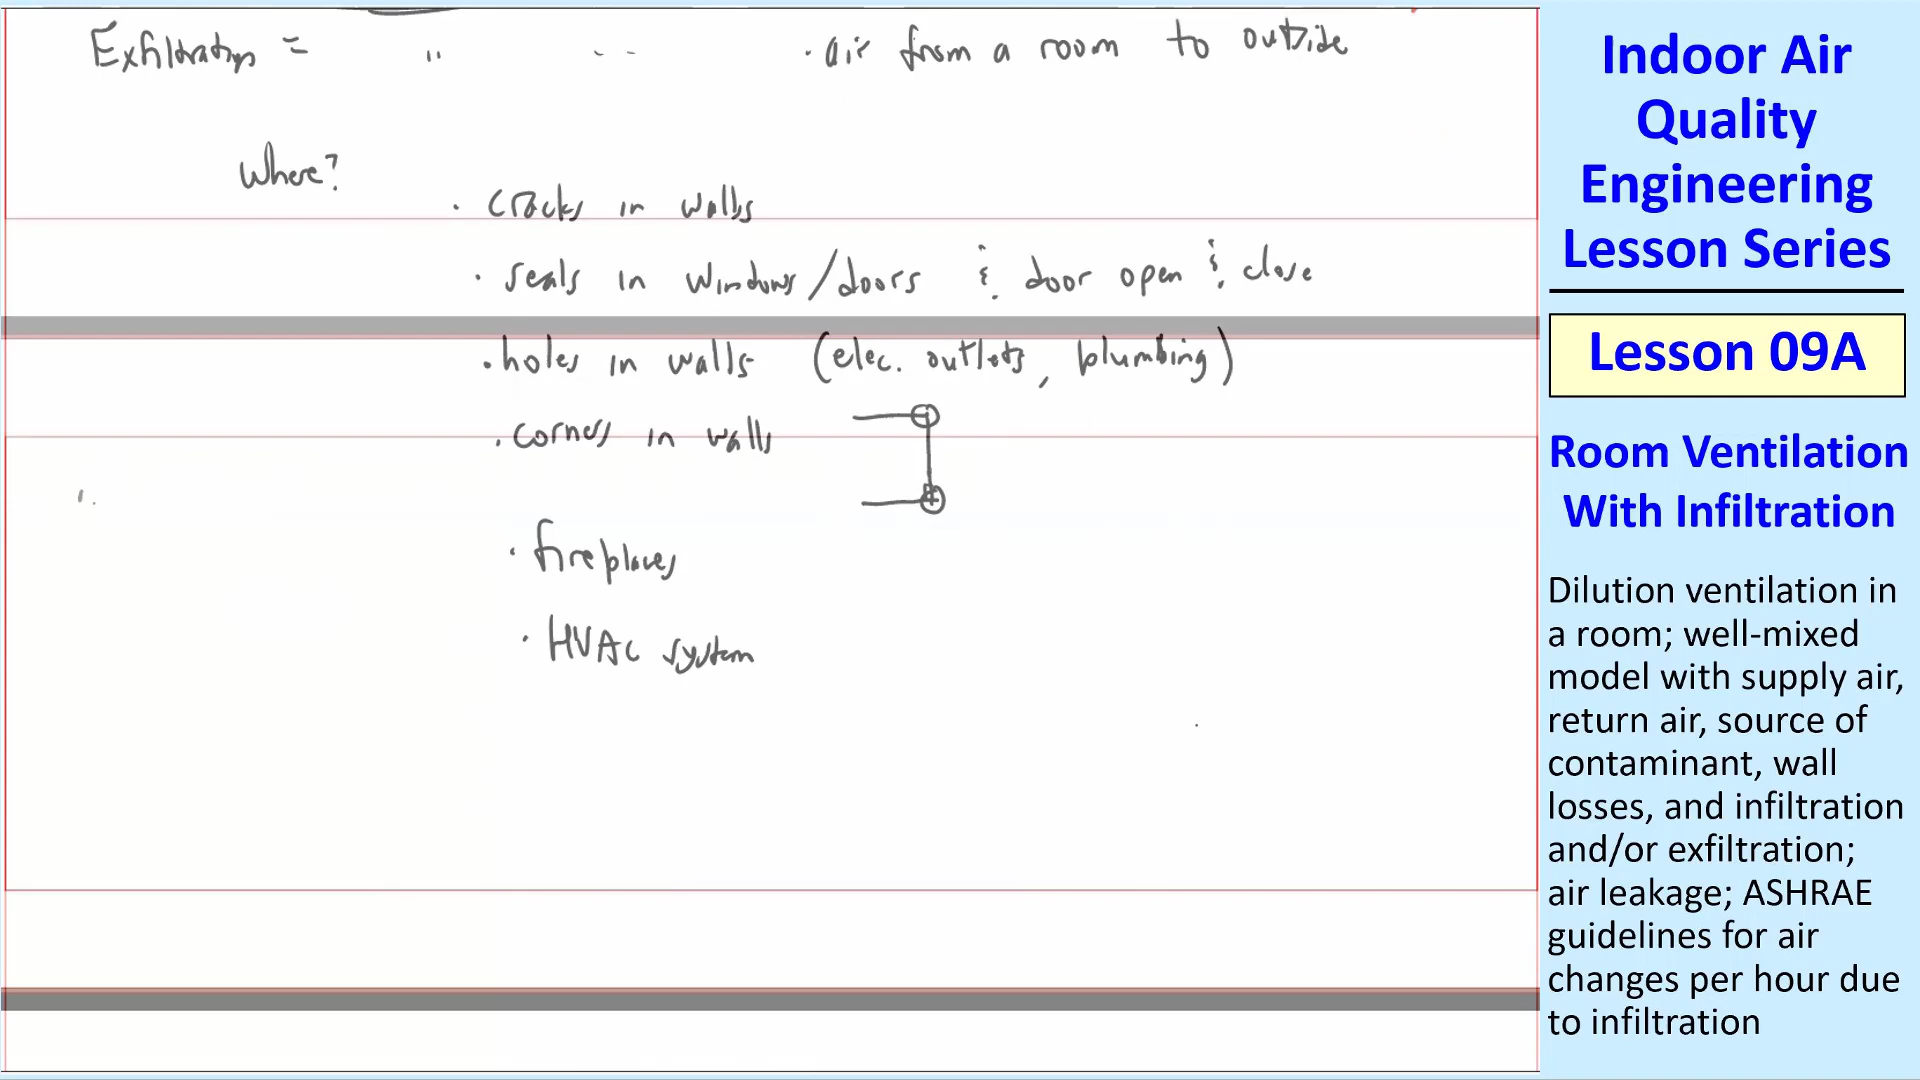 Exfiltration = " - - · air from a room to outside
Where?
· cracks in walls
· seals in windows/doors & door open & close
· holes in walls (elec. outlets, plumbing)
· corners in walls
· fireplaces
· HVAC system
Indoor Air
Quality
Engineering
Lesson Series
Lesson 09A
Room Ventilation
With Infiltration
Dilution ventilation in
a room; well-mixed
model with supply air,
return air, source of
contaminant, wall
losses, and infiltration
and/or exfiltration;
air leakage; ASHRAE
guidelines for air
changes per hour due
to infiltration